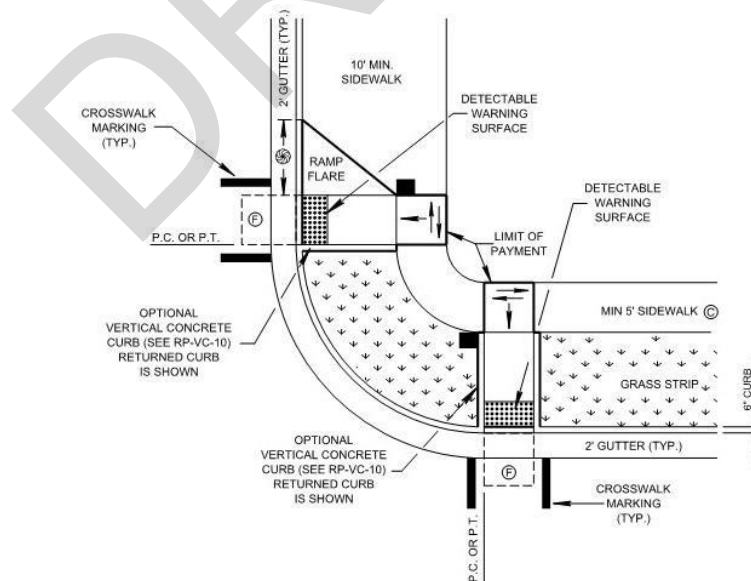 DR
2' GUTTER (TYP.)
10' MIN.
SIDEWALK
CROSSWALK
MARKING
(TYP.)
DETECTABLE
WARNING
SURFACE
RAMP
FLARE
DETECTABLE
WARNING
SURFACE
F
P.C. OR P.T.
LIMIT OF
PAYMENT
OPTIONAL
VERTICAL CONCRETE
CURB (SEE RP-VC-10)
RETURNED CURB
IS SHOWN
MIN 5' SIDEWALK C
GRASS STRIP
6" CURB
OPTIONAL
VERTICAL CONCRETE
CURB (SEE RP-VC-10)
RETURNED CURB
IS SHOWN
2' GUTTER (TYP.)
F
CROSSWALK
MARKING
(TYP.)
P.C. OR P.T.